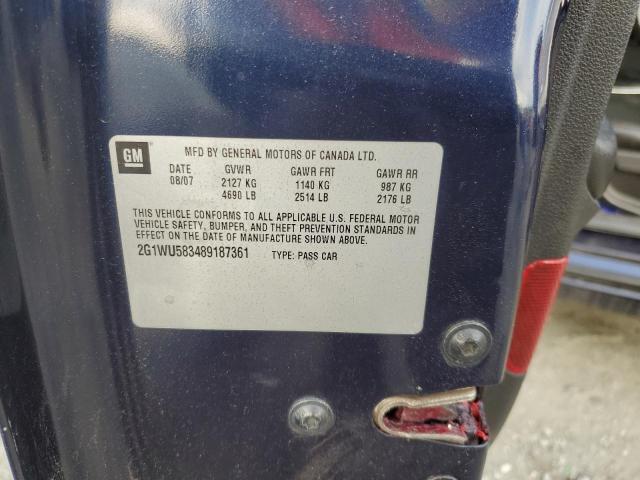 GM
MFD BY GENERAL MOTORS OF CANADA LTD.
DATE GVWR GAWR FRT GAWR RR
08/07 2127 KG 1140 KG 987 KG
4690 LB 2514 LB 2176 LB
THIS VEHICLE CONFORMS TO ALL APPLICABLE U.S. FEDERAL MOTOR
VEHICLE SAFETY, BUMPER, AND THEFT PREVENTION STANDARDS IN
EFFECT ON THE DATE OF MANUFACTURE SHOWN ABOVE.
2G1WU583489187361 TYPE: PASS CAR